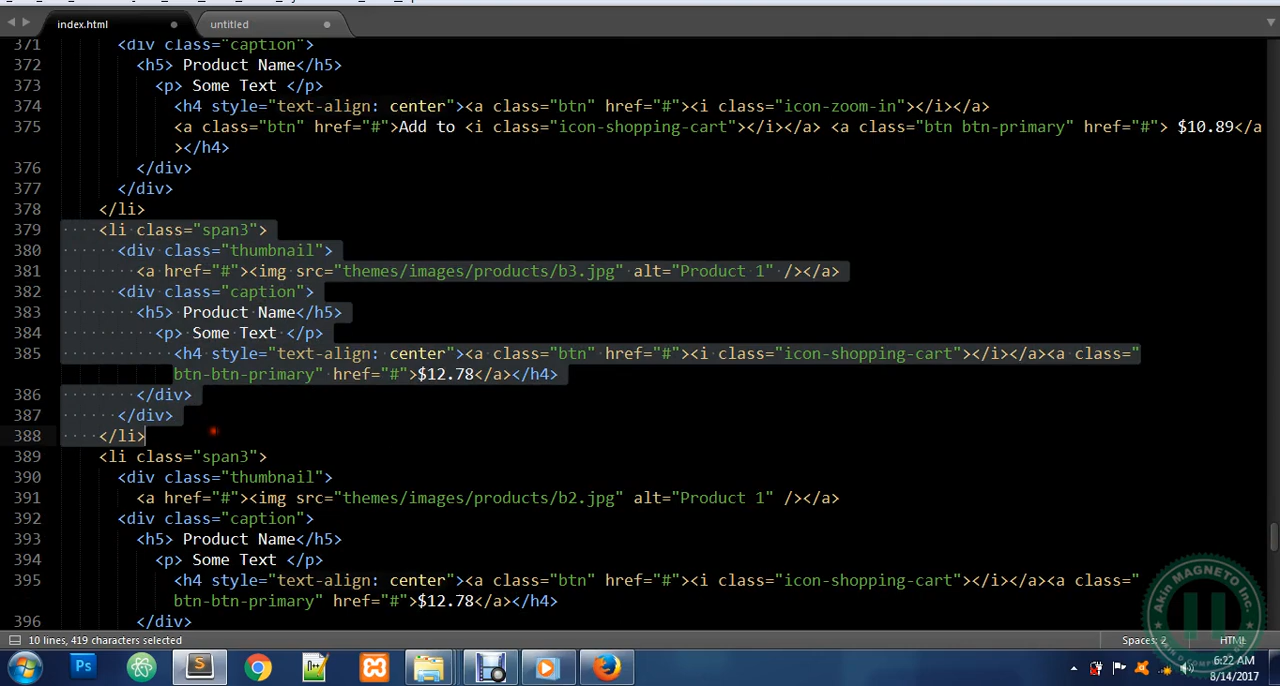 index.html
untitled
371 <div class="caption">
372 <h5> Product Name</h5>
373 <p> Some Text </p>
374 <h4 style="text-align: center"><a class="btn" href="#"><i class="icon-zoom-in"></i></a>
375 <a class="btn" href="#">Add to <i class="icon-shopping-cart"></i></a> <a class="btn btn-primary" href="#"> $10.89</a
></h4>
376 </div>
377 </div>
378 </li>
379 <li class="span3">
380 <div class="thumbnail">
381 <a href="#"><img src="themes/images/products/b3.jpg" alt="Product 1" /></a>
382 <div class="caption">
383 <h5> Product Name</h5>
384 <p> Some Text </p>
385 <h4 style="text-align: center"><a class="btn" href="#"><i class="icon-shopping-cart"></i></a><a class="
btn-btn-primary" href="#">$12.78</a></h4>
386 </div>
387 </div>
388 </li>
389 <li class="span3">
390 <div class="thumbnail">
391 <a href="#"><img src="themes/images/products/b2.jpg" alt="Product 1" /></a>
392 <div class="caption">
393 <h5> Product Name</h5>
394 <p> Some Text </p>
395 <h4 style="text-align: center"><a class="btn" href="#"><i class="icon-shopping-cart"></i></a><a class="
btn-btn-primary" href="#">$12.78</a></h4>
396 </div>
Akin MAGNETO Inc.
10 lines, 419 characters selected
Spaces: 2
HTML
Ps
6:22 AM
8/14/2017